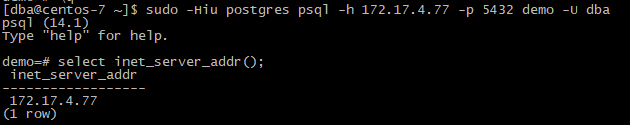 [dba@centos-7 ~]$ sudo -Hiu postgres psql -h 172.17.4.77 -p 5432 demo -U dba
psql (14.1)
Type "help" for help.
demo=# select inet_server_addr();
inet_server_addr
------------------
172.17.4.77
(1 row)